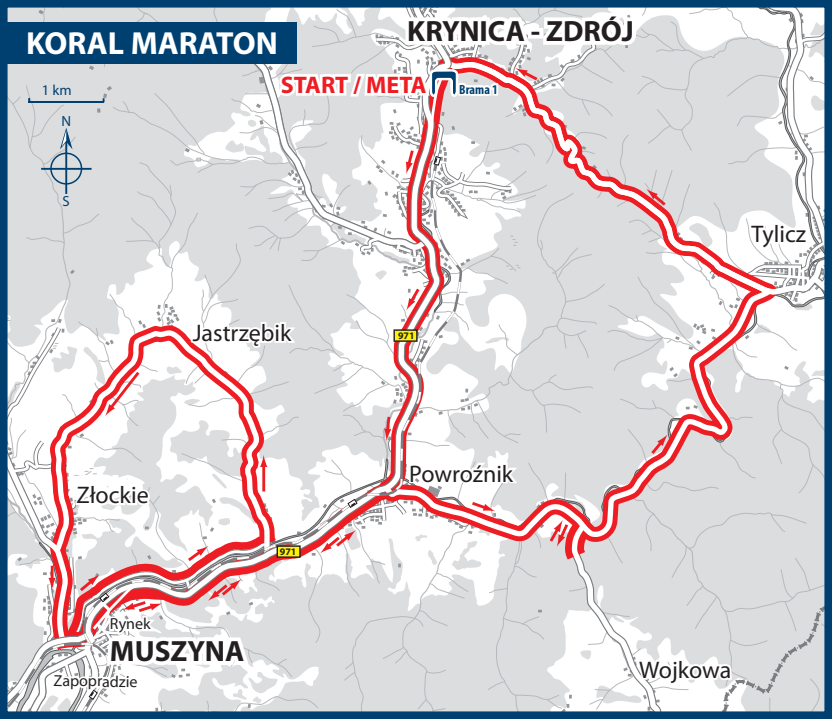 KORAL MARATON
KRYNICA - ZDRÓJ
START / META
Brama 1
1 km
N
S
Tylicz
Jastrzębik
971
Powroźnik
Złockie
971
Rynek
MUSZYNA
Zapopradzie
Wojkowa